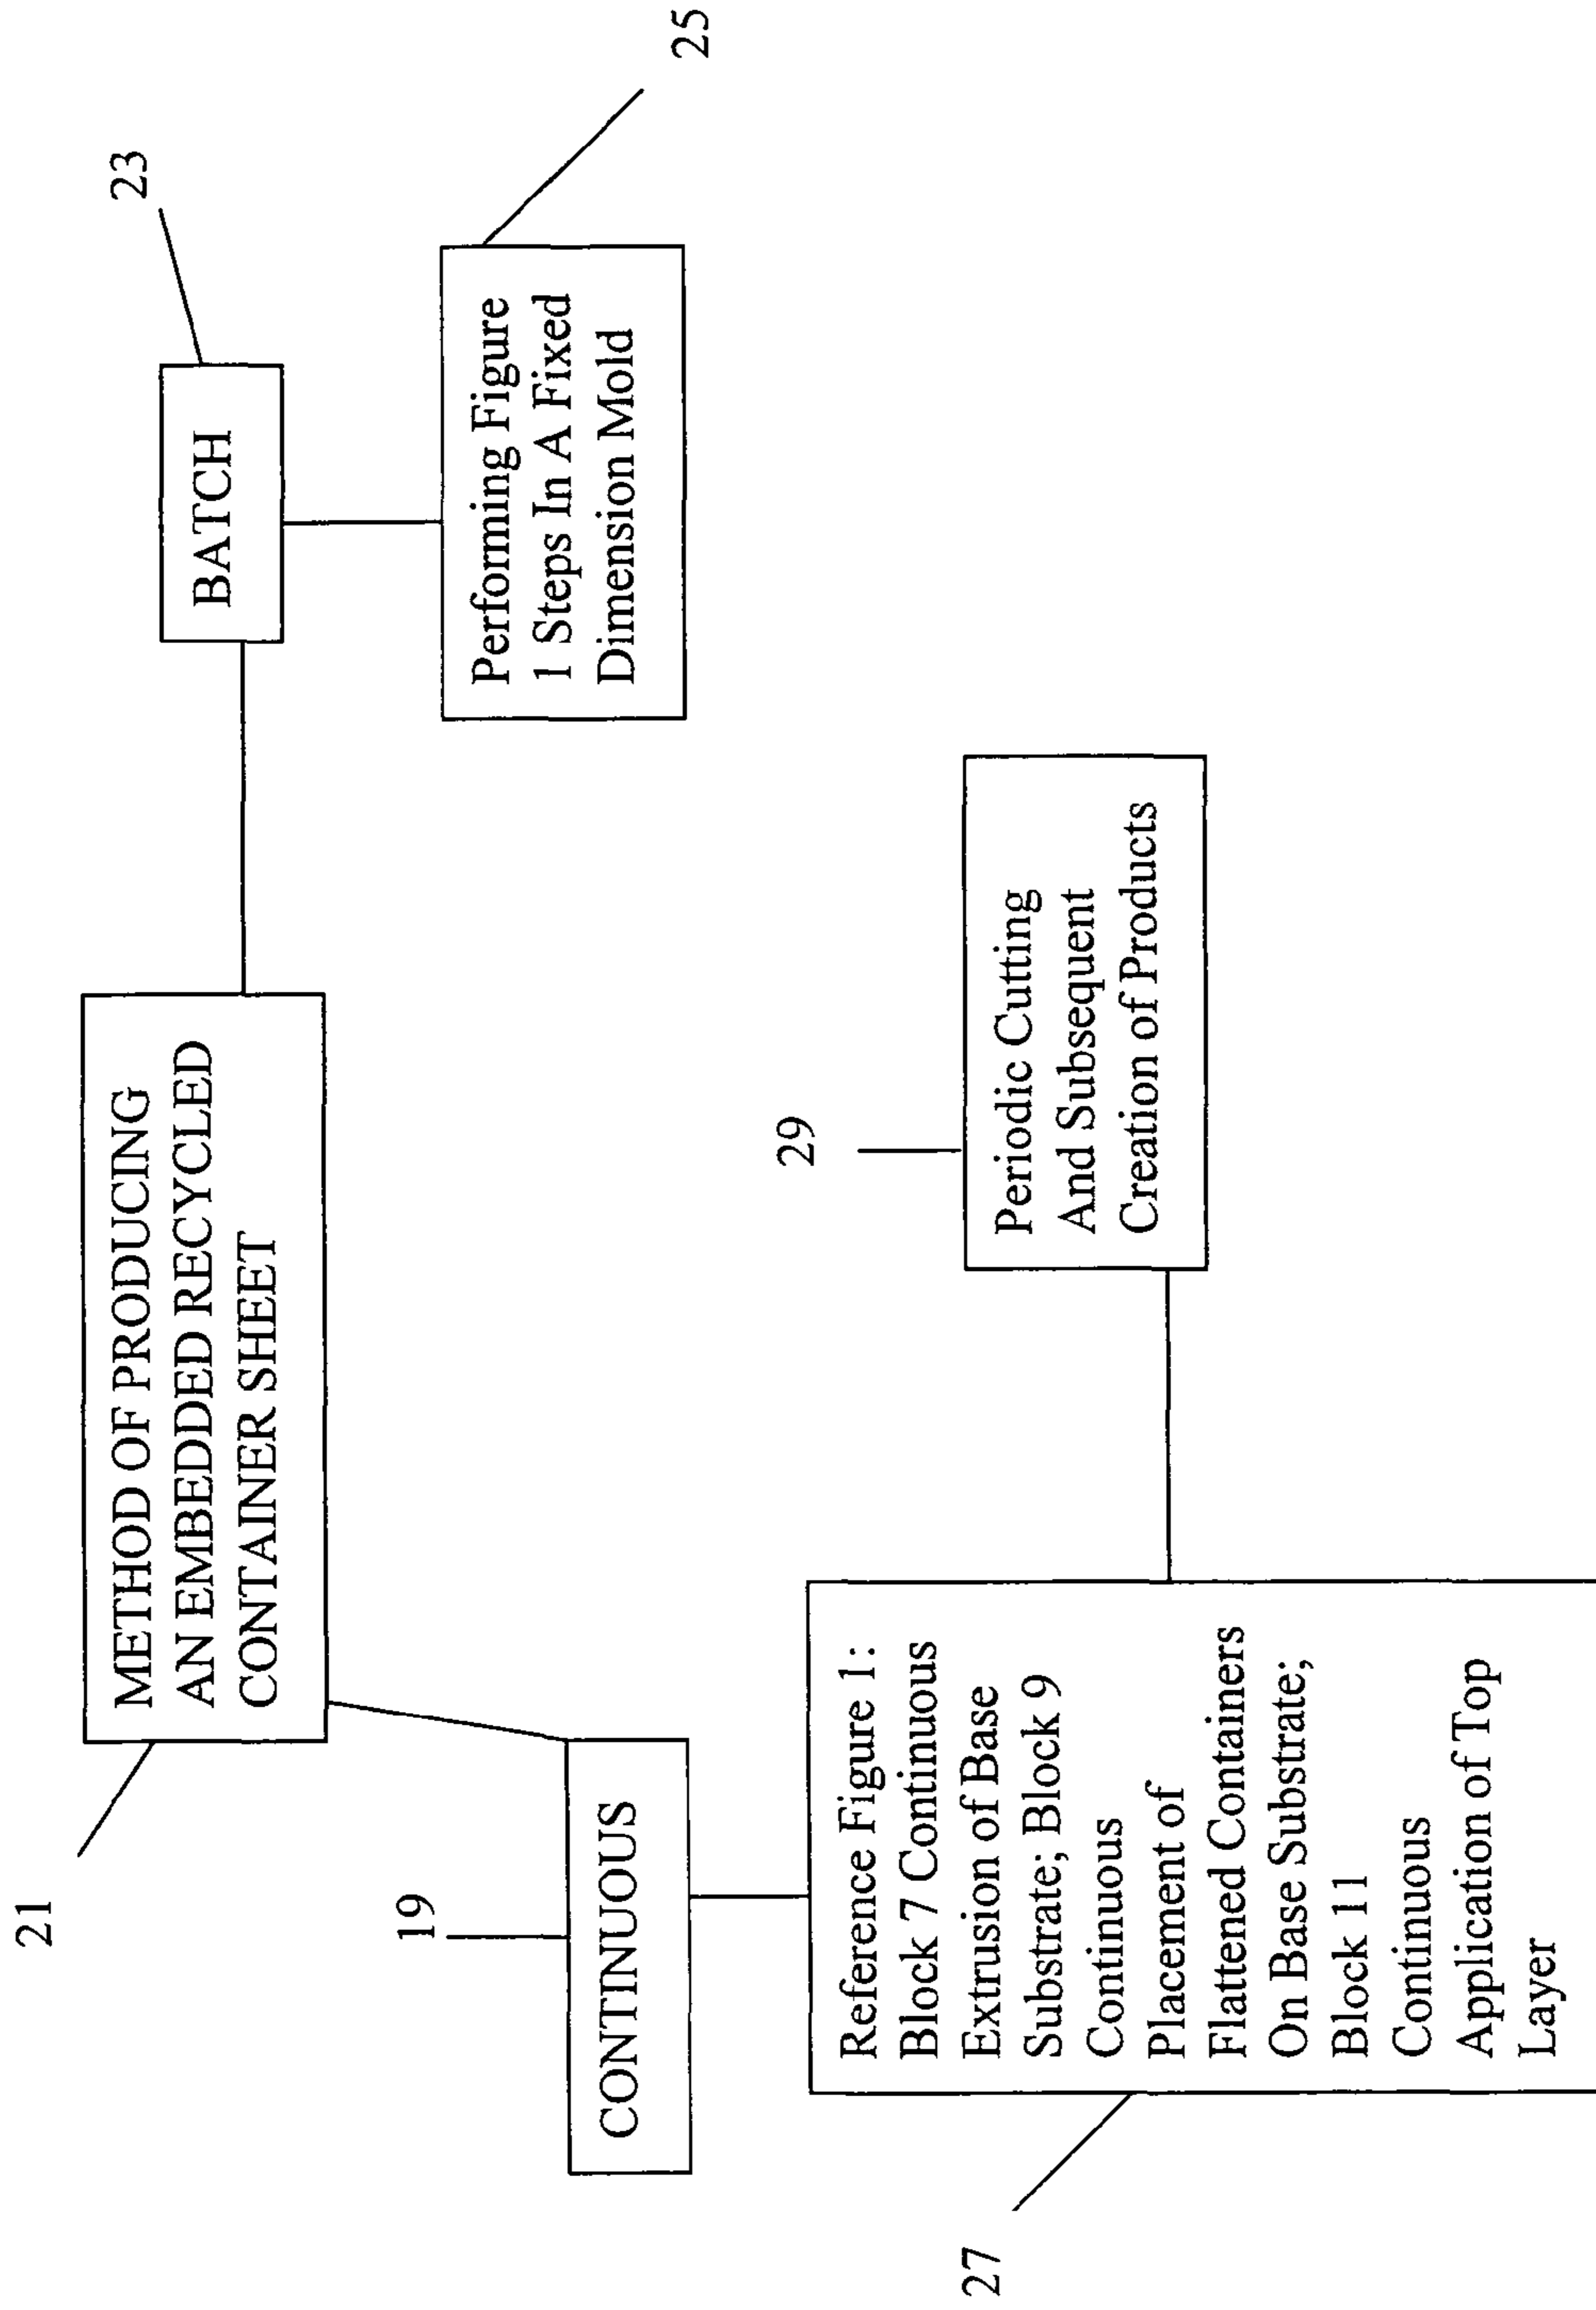 21
METHOD OF PRODUCING
AN EMBEDDED RECYCLED
CONTAINER SHEET
23
BATCH
25
Performing Figure
1 Steps In A Fixed
Dimension Mold
19
CONTINUOUS
27
Reference Figure 1:
Block 7 Continuous
Extrusion of Base
Substrate; Block 9
Continuous
Placement of
Flattened Containers
On Base Substrate;
Block 11
Continuous
Application of Top
Layer
29
Periodic Cutting
And Subsequent
Creation of Products